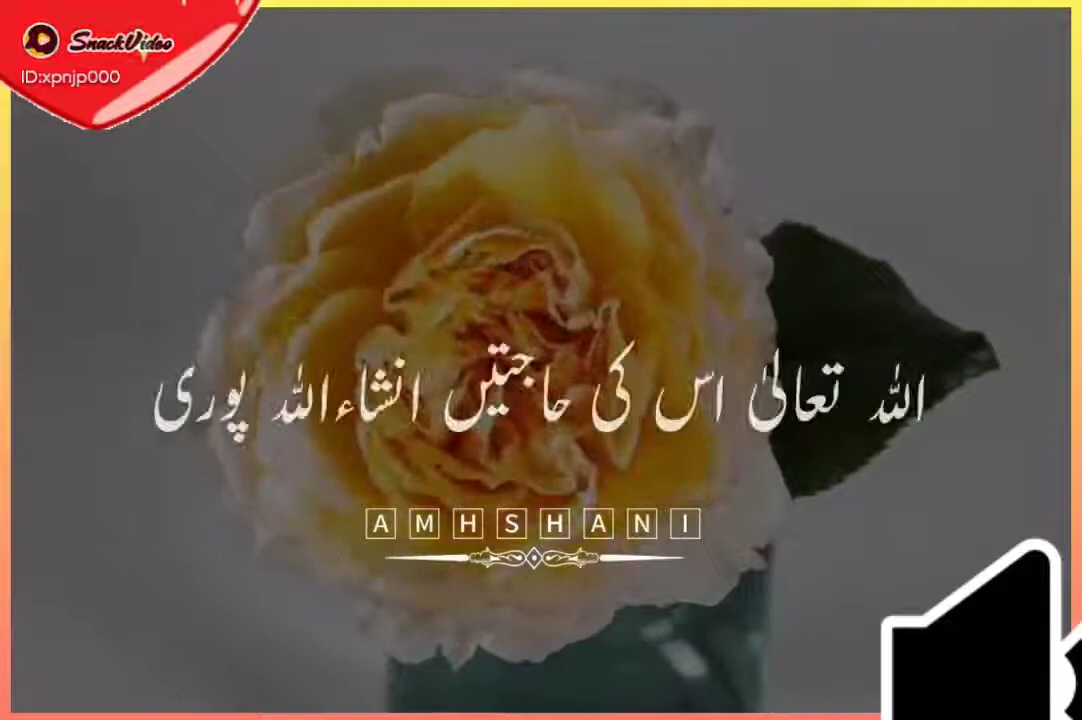 SnackVideo
ID:xpnjp000
اللہ تعالیٰ اس کی حاجتیں انشاءاللہ پوری
AMHSHANI